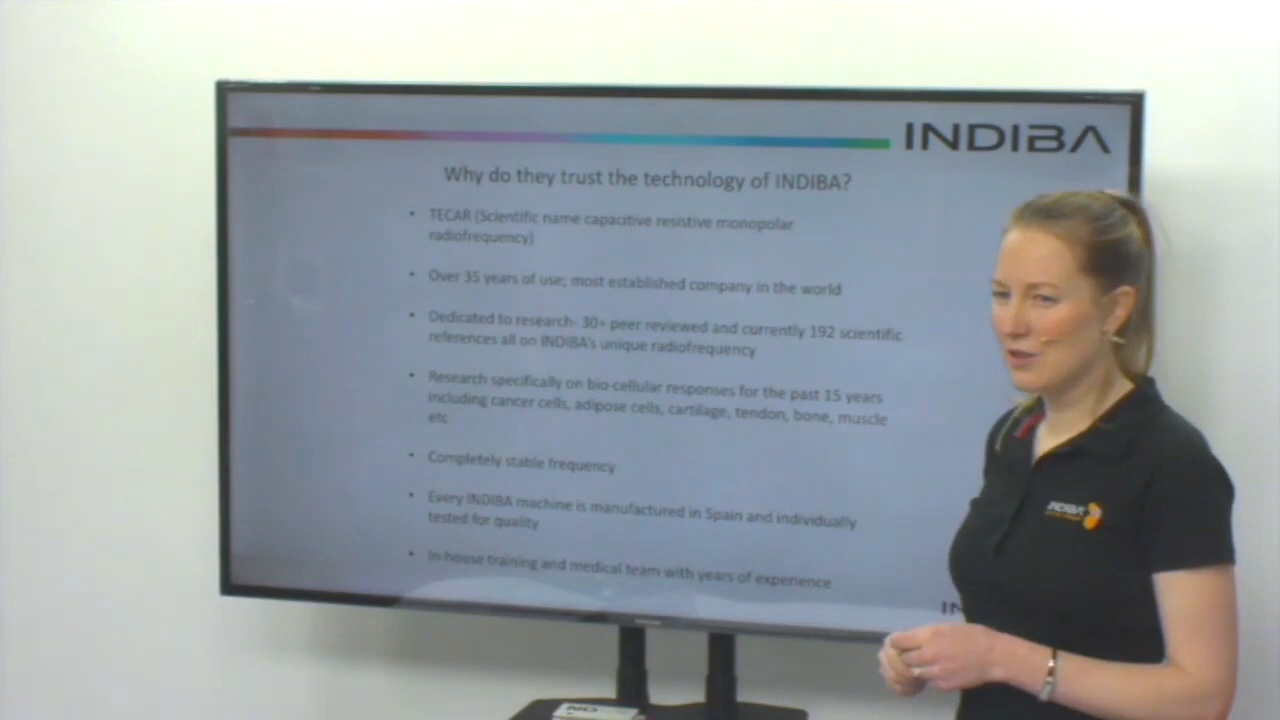 INDIBA
Why do they trust the technology of INDIBA?
• TECAR (Scientific name capacitive resistive monopolar
radiofrequency)
• Over 35 years of use; most established company in the world
• Dedicated to research- 30+ peer reviewed and currently 192 scientific
references all on INDIBA's unique radiofrequency
• Research specifically on bio-cellular responses for the past 15 years
including cancer cells, adipose cells, cartilage, tendon, bone, muscle
etc
• Completely stable frequency
• Every INDIBA machine is manufactured in Spain and individually
tested for quality
• In-house training and medical team with years of experience
IN
INDIBA
NO